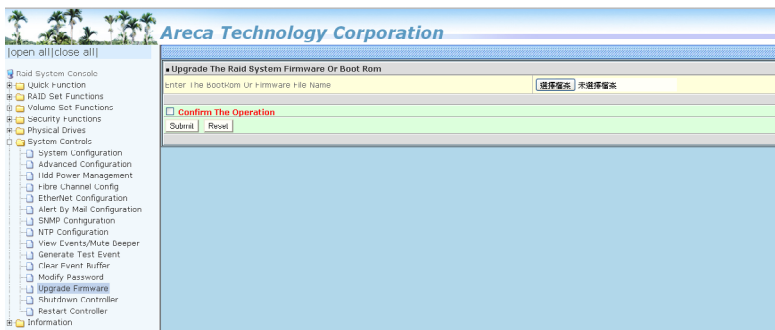 Areca Technology Corporation
|open all|close all|
Raid System Console
Quick Function
RAID Set Functions
Volume Set Functions
Security Functions
Physical Drives
System Controls
System Configuration
Advanced Configuration
Hdd Power Management
Fibre Channel Config
EtherNet Configuration
Alert By Mail Configuration
SNMP Configuration
NTP Configuration
View Events/Mute Beeper
Generate Test Event
Clear Event Buffer
Modify Password
Upgrade Firmware
Shutdown Controller
Restart Controller
Information
Upgrade The Raid System Firmware Or Boot Rom
Enter The BootRom Or Firmware File Name
選擇檔案 未選擇檔案
Confirm The Operation
Submit Reset